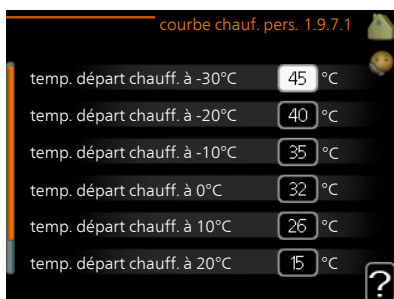 courbe chauf. pers. 1.9.7.1
temp. départ chauff. à -30°C 45 °C
temp. départ chauff. à -20°C 40 °C
temp. départ chauff. à -10°C 35 °C
temp. départ chauff. à 0°C 32 °C
temp. départ chauff. à 10°C 26 °C
temp. départ chauff. à 20°C 15 °C
?